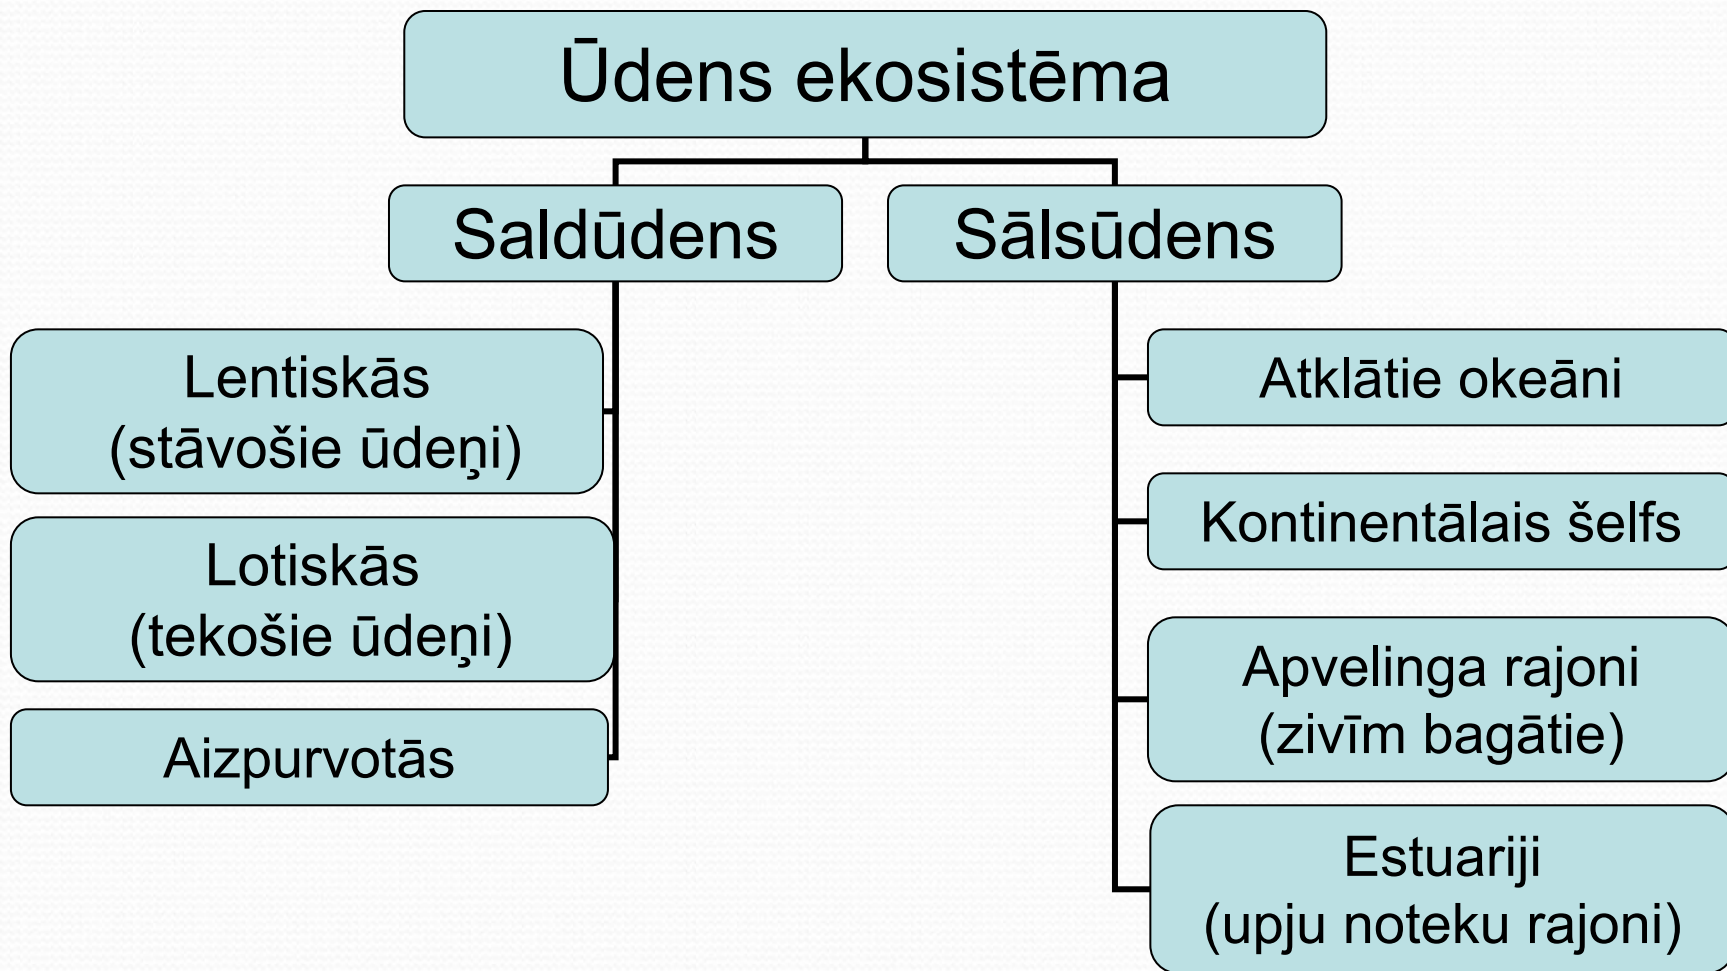 Ūdens ekosistēma
Saldūdens
Sālsūdens
Lentiskās
(stāvošie ūdeņi)
Lotiskās
(tekošie ūdeņi)
Aizpurvotās
Atklātie okeāni
Kontinentālais šelfs
Apvelinga rajoni
(zivīm bagātie)
Estuariji
(upju noteku rajoni)